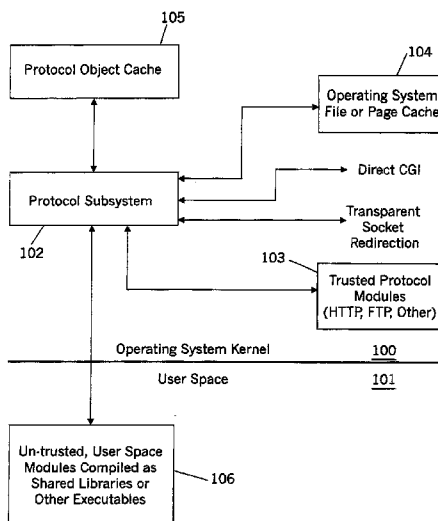 105
Protocol Object Cache
104
Operating System
File or Page Cache
Direct CGI
Protocol Subsystem
Transparent
Socket
Redirection
102
103
Trusted Protocol
Modules
(HTTP, FTP, Other)
Operating System Kernel 100
User Space 101
Un-trusted, User Space
Modules Compiled as
Shared Libraries or
Other Executables
106